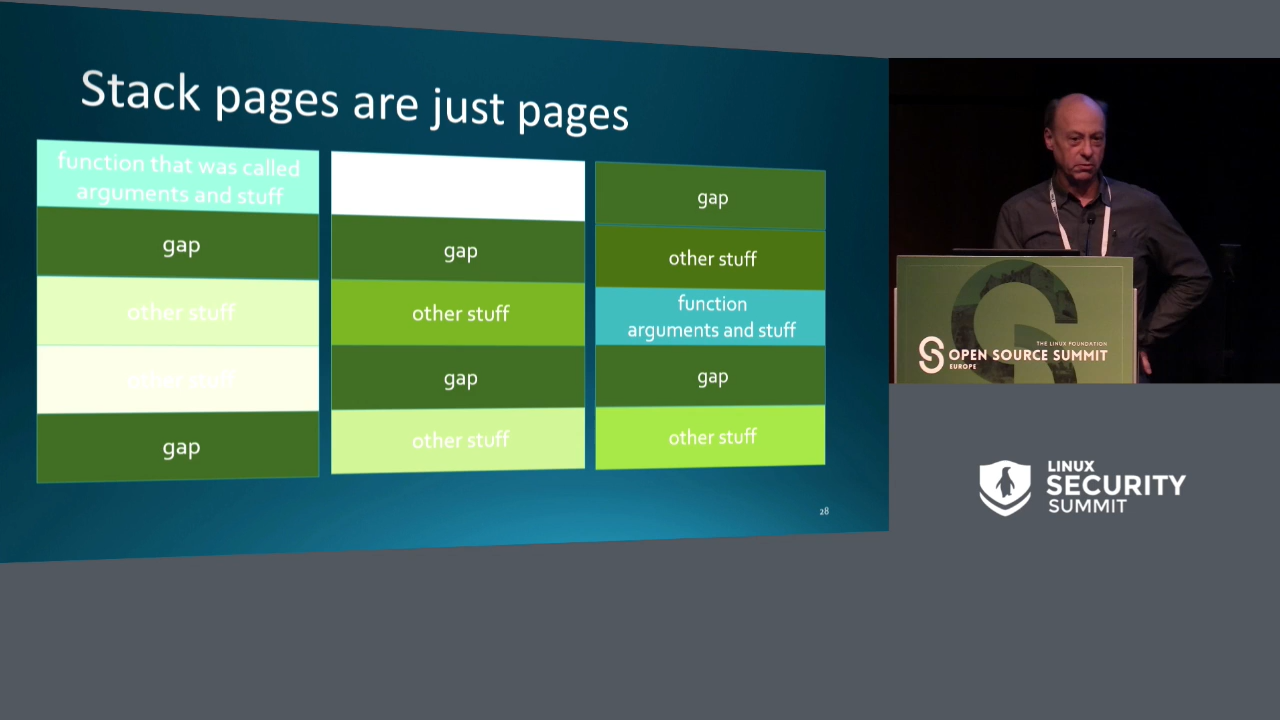 Stack pages are just pages
function that was called
arguments and stuff
gap
other stuff
other stuff
gap
gap
other stuff
gap
other stuff
gap
other stuff
function
arguments and stuff
gap
other stuff
28
THE LINUX FOUNDATION
OPEN SOURCE SUMMIT
EUROPE
LINUX
SECURITY
SUMMIT